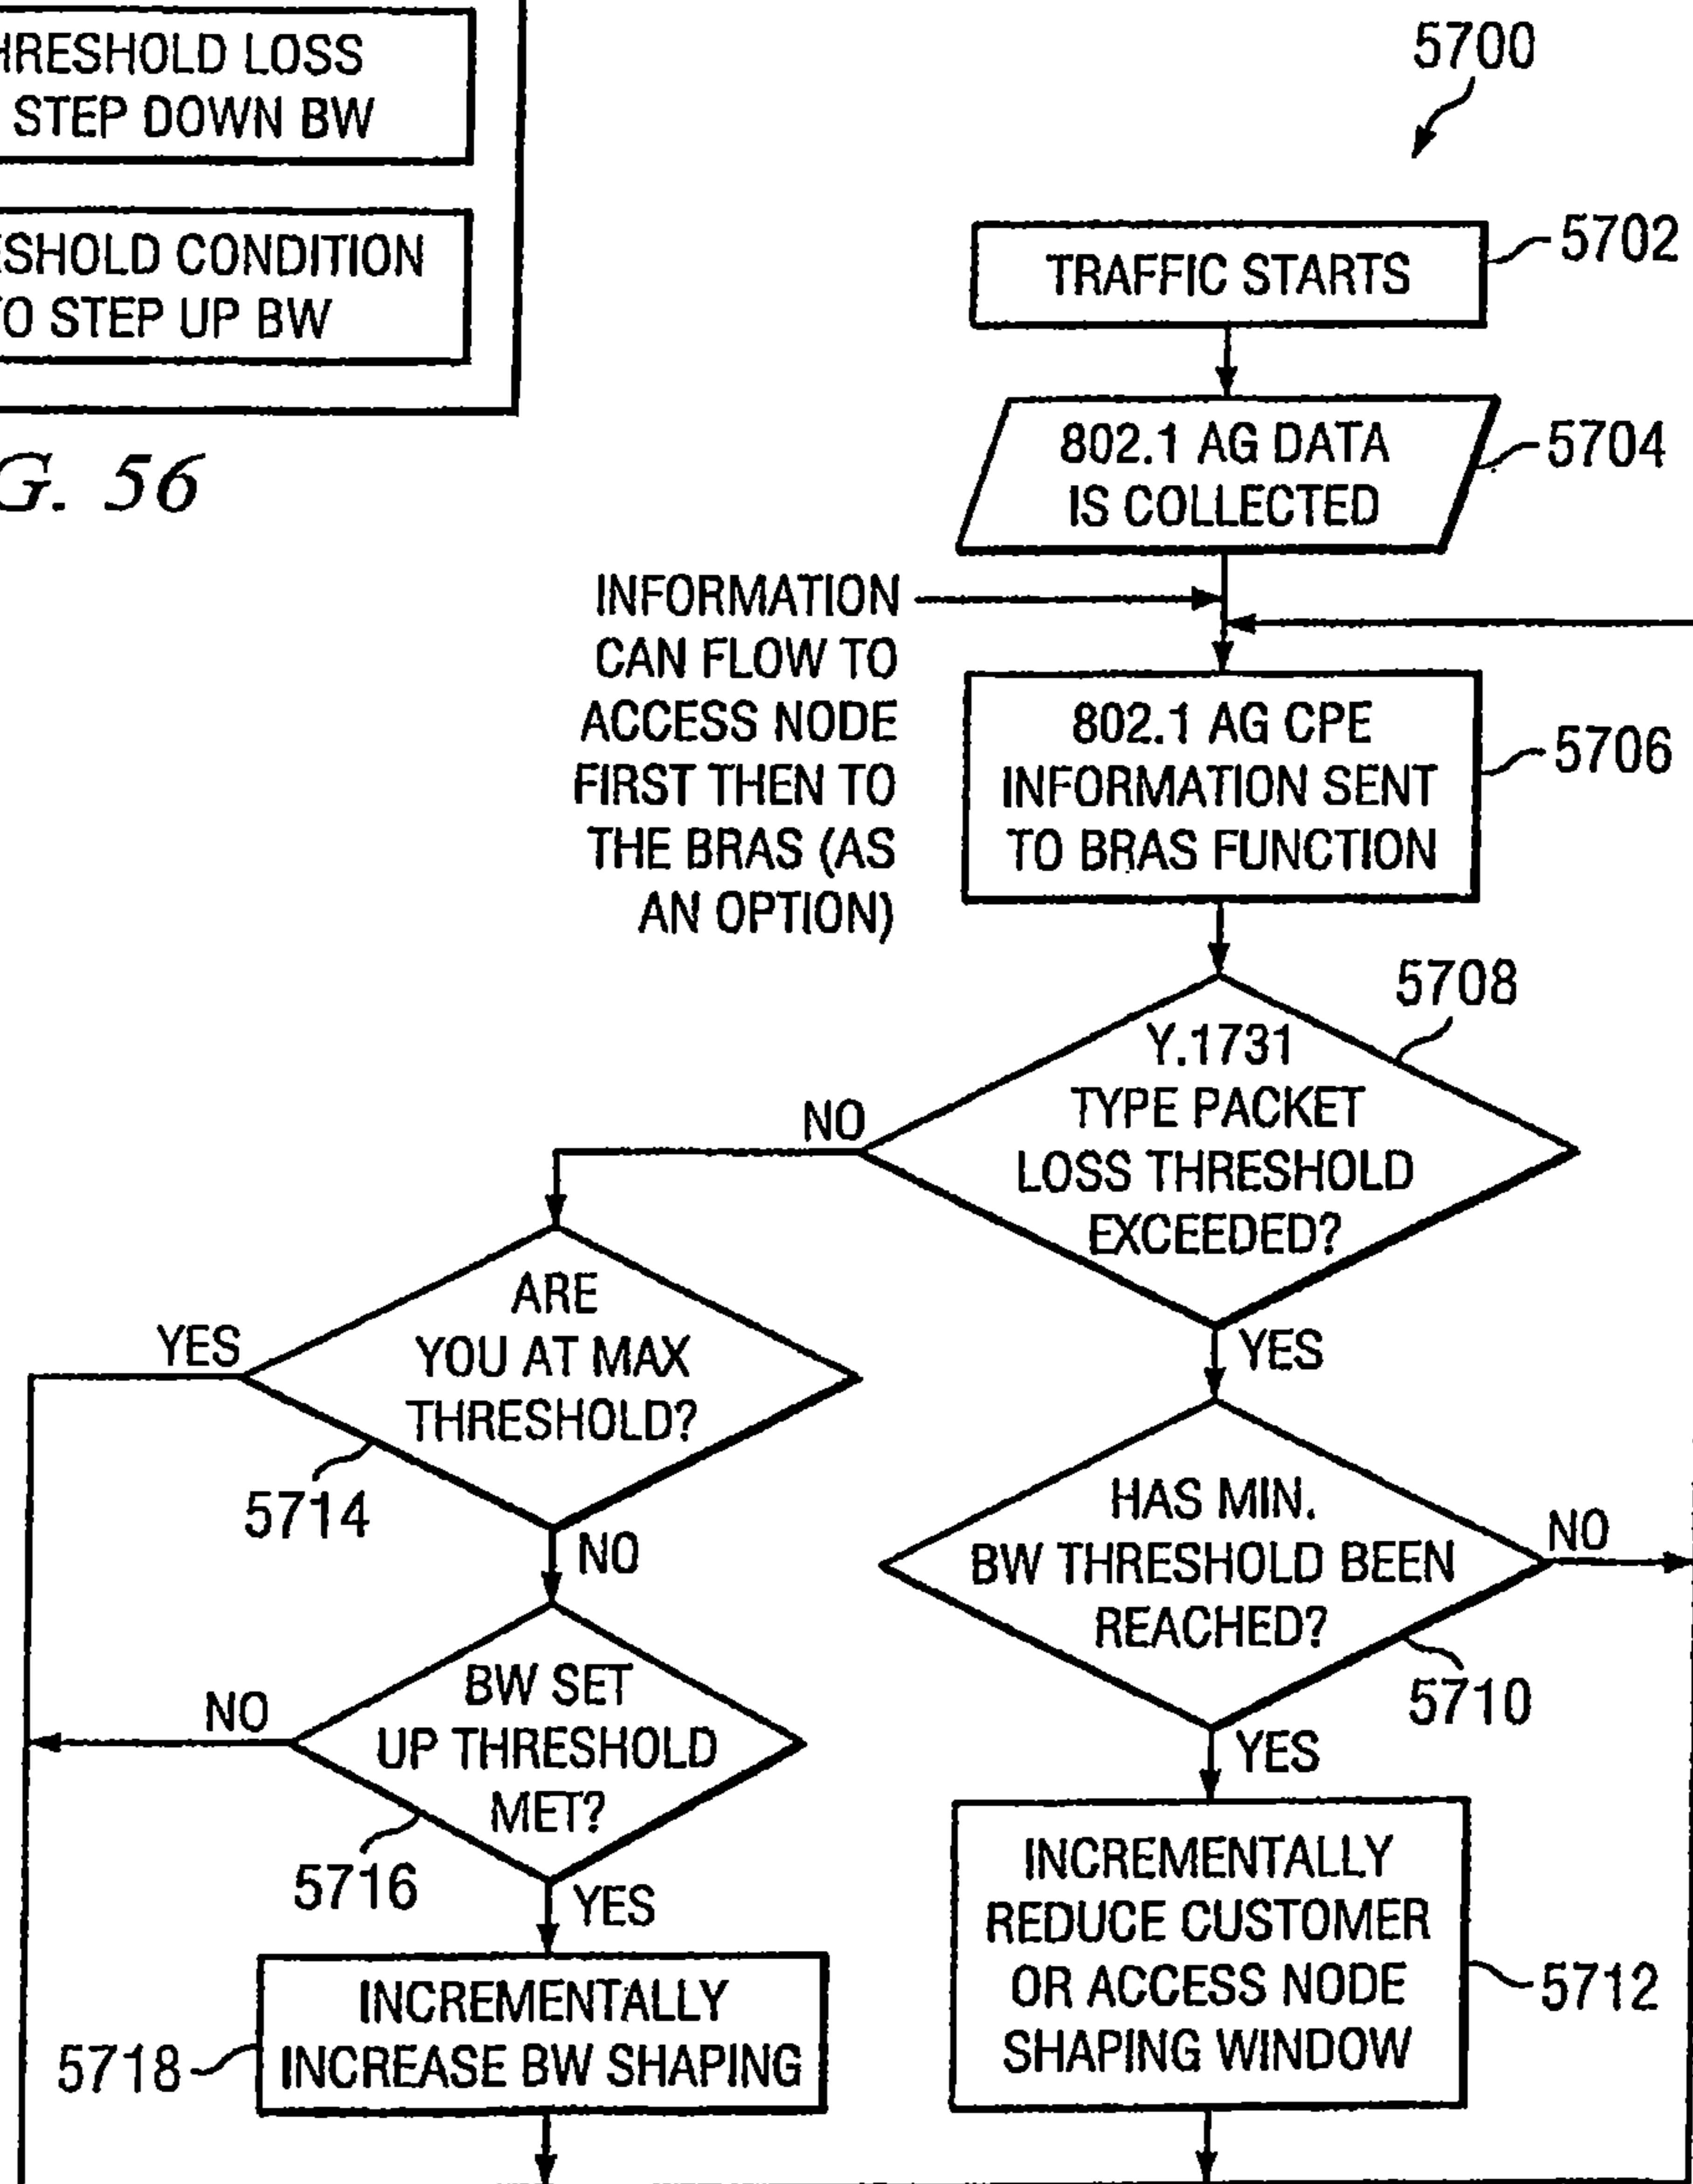 HRESHOLD LOSS
STEP DOWN BW
ESHOLD CONDITION
TO STEP UP BW
G. 56
5700
TRAFFIC STARTS
5702
802.1 AG DATA
IS COLLECTED
5704
INFORMATION
CAN FLOW TO
ACCESS NODE
FIRST THEN TO
THE BRAS (AS
AN OPTION)
802.1 AG CPE
INFORMATION SENT
TO BRAS FUNCTION
5706
Y.1731
TYPE PACKET
LOSS THRESHOLD
EXCEEDED?
5708
NO
YES
ARE
YOU AT MAX
THRESHOLD?
YES
5714
NO
HAS MIN.
BW THRESHOLD BEEN
REACHED?
NO
5710
YES
BW SET
UP THRESHOLD
MET?
NO
5716
YES
INCREMENTALLY
REDUCE CUSTOMER
OR ACCESS NODE
SHAPING WINDOW
5712
INCREMENTALLY
INCREASE BW SHAPING
5718